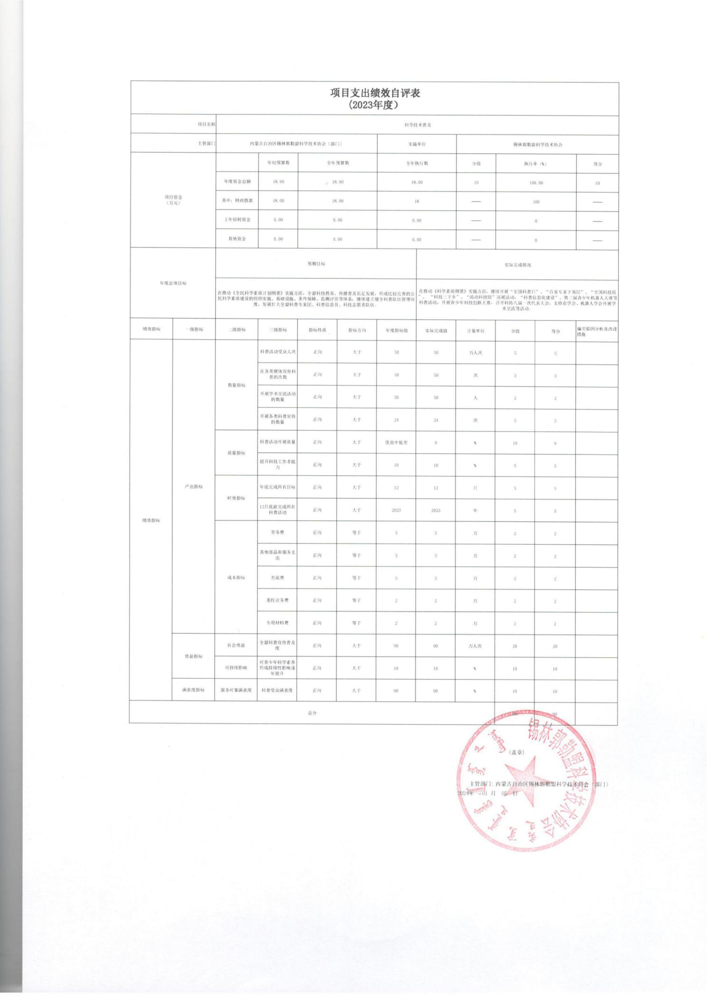 项目支出绩效自评表
(2023年度)
项目名称 科学技术普及
主管部门 内蒙古自治区锡林郭勒盟科学技术协会（部门） 实施单位 锡林郭勒盟科学技术协会
项目资金
（万元）
年初预算数 全年预算数 全年执行数 分值 执行率（%） 得分
年度资金总额 18.00 18.00 18.00 10 100.00 10
其中：财政拨款 18.00 18.00 18 —— 100 ——
上年结转资金 0.00 0.00 0.00 —— 0 ——
其他资金 0.00 0.00 0.00 —— 0 ——
年度总体目标
预期目标
在推动《全民科学素质计划纲要》实施方面，全盟科技教育、传播普及长足发展，形成比较完善的公
民科学素质建设的组织实施、基础设施、条件保障、监测评估等体系；继续建立健全科普队伍管理制
度，发展壮大全盟科普专家团、科普信息员、科技志愿者队伍.
实际完成情况
在推动《科学素质纲要》实施方面，继续开展“全国科普日”、“百家专家下基层”、“全国科技周
”、“科技三下乡”、“流动科技馆”巡展活动，“科普信息化建设”、第三届青少年机器人大赛等
科普活动，开展青少年科技创新大赛，召开科协八届一次代表大会，支持农学会、机器人学会开展学
术交流等活动.
绩效指标 一级指标 二级指标 三级指标 指标性质 指标方向 年度指标值 实际完成值 计量单位 分值 得分 偏差原因分析及改进
措施
绩效指标
产出指标
数量指标
科普活动受众人次 正向 大于 50 50 万人次 5 5
在各类媒体宣传科
普的次数 正向 大于 50 50 次 3 3
开展学术交流活动
的数量 正向 大于 50 50 人 2 2
开展各类科普宣传
的数量 正向 大于 24 24 次 5 5
质量指标
科普活动开展质量 正向 大于 优良中低差 0 % 10 9
提升科技工作者能
力 正向 大于 10 10 % 5 5
时效指标
年底完成所有目标 正向 大于 12 12 月 5 5
12月底前完成所有
科普活动 正向 大于 2023 2023 年 5 5
成本指标
劳务费 正向 等于 3 3 万 2 2
其他商品和服务支
出 正向 等于 3 3 万 2 2
差旅费 正向 等于 3 3 万 2 2
委托业务费 正向 等于 2 2 万 2 2
专用材料费 正向 等于 2 2 万 2 2
效益指标
社会效益 全盟科普宣传普及
度 正向 大于 90 90 万人次 20 20
可持续影响 对青少年科学素养
形成持续性影响逐
年提升 正向 大于 10 10 % 10 10
满意度指标 服务对象满意度 科普受众满意度 正向 大于 90 90 % 10 10
总分 100 99
（盖章）
主管部门：内蒙古自治区锡林郭勒盟科学技术协会（部门）
2024年 01 月 05 日
锡林郭勒盟科学技术协会